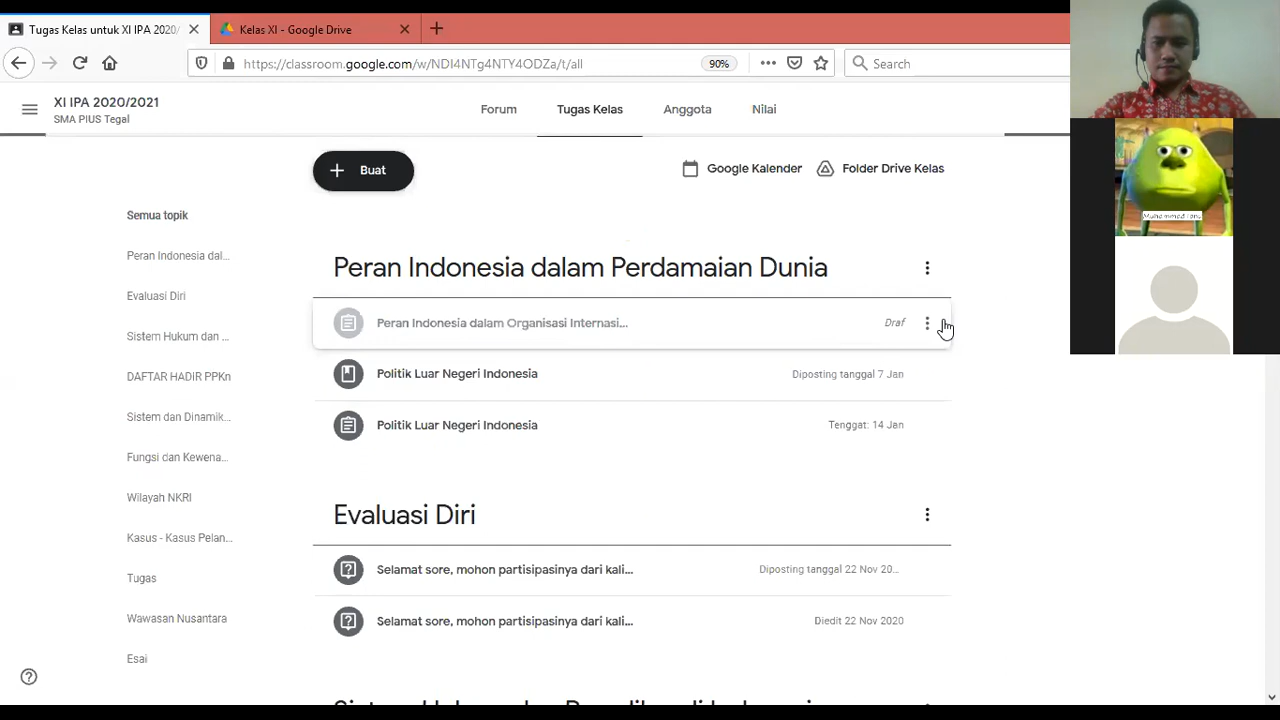 Tugas Kelas untuk XI IPA 2020/
Kelas XI - Google Drive
https://classroom.google.com/w/NDI4NTg4NTY4ODZa/t/all
90%
Search
XI IPA 2020/2021
SMA PIUS Tegal
Forum
Tugas Kelas
Anggota
Nilai
Buat
Google Kalender
Folder Drive Kelas
Semua topik
Peran Indonesia dal...
Evaluasi Diri
Sistem Hukum dan ...
DAFTAR HADIR PPKn
Sistem dan Dinamik...
Fungsi dan Kewena...
Wilayah NKRI
Kasus - Kasus Pelan...
Tugas
Wawasan Nusantara
Esai
Peran Indonesia dalam Perdamaian Dunia
Peran Indonesia dalam Organisasi Internasi...
Draf
Politik Luar Negeri Indonesia
Diposting tanggal 7 Jan
Politik Luar Negeri Indonesia
Tenggat: 14 Jan
Evaluasi Diri
Selamat sore, mohon partisipasinya dari kali...
Diposting tanggal 22 Nov 20...
Selamat sore, mohon partisipasinya dari kali...
Diedit 22 Nov 2020